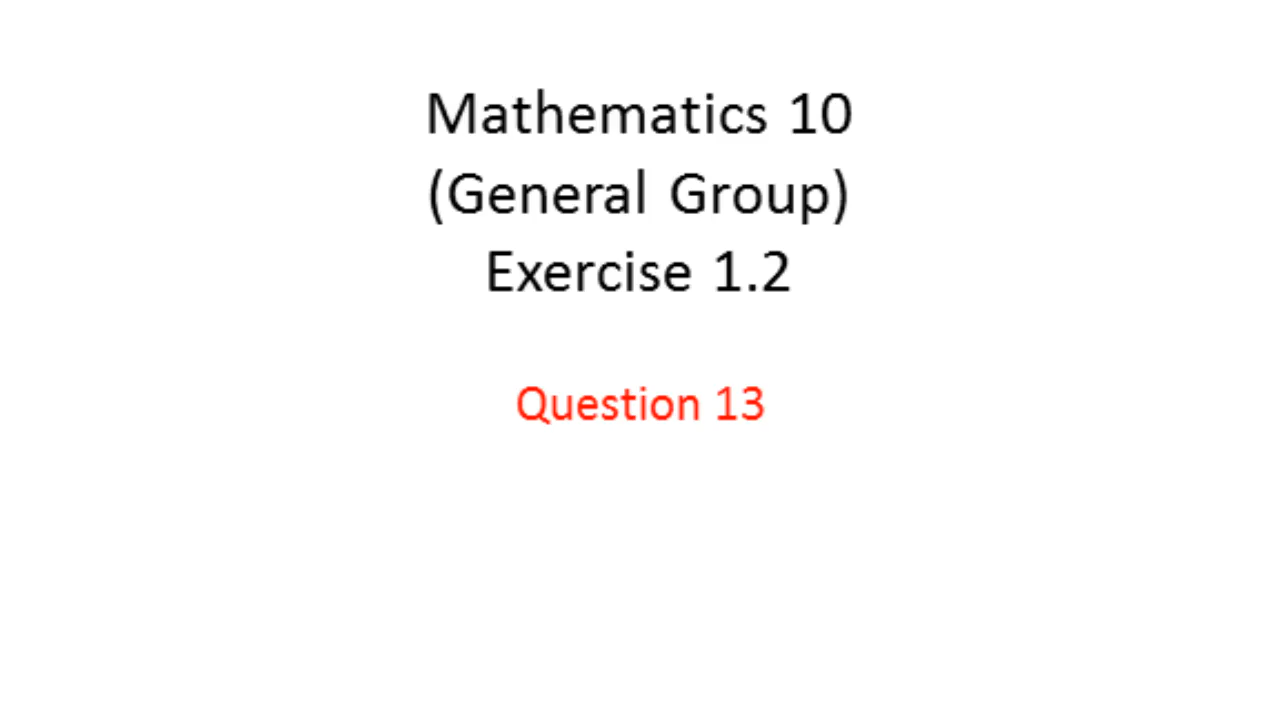 Mathematics 10
(General Group)
Exercise 1.2
Question 13